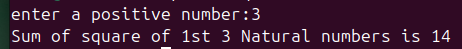 enter a positive number:3
Sum of square of 1st 3 Natural numbers is 14